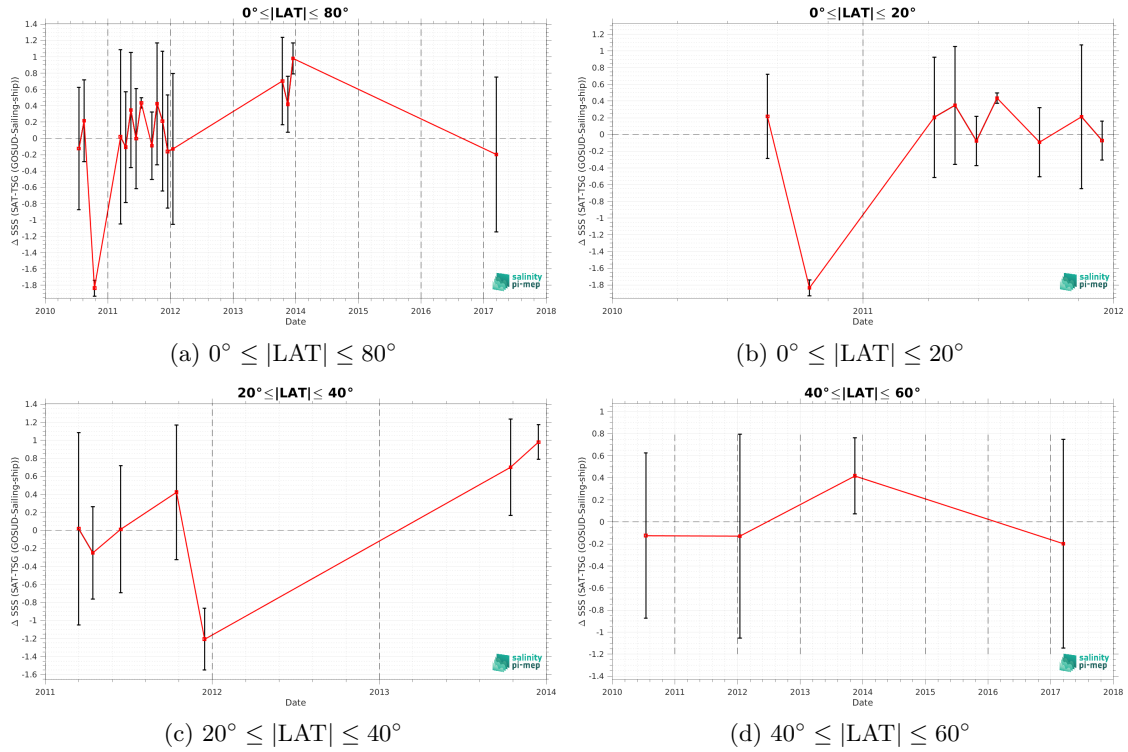 0°≤|LAT|≤ 80°
Δ SSS (SAT-TSG (GOSUD-Sailing-ship))
1.4
1.2
1
0.8
0.6
0.4
0.2
0
-0.2
-0.4
-0.6
-0.8
-1
-1.2
-1.4
-1.6
-1.8
2010 2011 2012 2013 2014 2015 2016 2017 2018
Date
salinity
pi-mep
(a) 0° ≤ |LAT| ≤ 80°
0°≤|LAT|≤ 20°
Δ SSS (SAT-TSG (GOSUD-Sailing-ship))
1.2
1
0.8
0.6
0.4
0.2
0
-0.2
-0.4
-0.6
-0.8
-1
-1.2
-1.4
-1.6
-1.8
2010 2011 2012
Date
salinity
pi-mep
(b) 0° ≤ |LAT| ≤ 20°
20°≤|LAT|≤ 40°
Δ SSS (SAT-TSG (GOSUD-Sailing-ship))
1.4
1.2
1
0.8
0.6
0.4
0.2
0
-0.2
-0.4
-0.6
-0.8
-1
-1.2
-1.4
-1.6
2011 2012 2013 2014
Date
salinity
pi-mep
(c) 20° ≤ |LAT| ≤ 40°
40°≤|LAT|≤ 60°
Δ SSS (SAT-TSG (GOSUD-Sailing-ship))
1
0.8
0.6
0.4
0.2
0
-0.2
-0.4
-0.6
-0.8
-1
-1.2
-1.4
2010 2011 2012 2013 2014 2015 2016 2017 2018
Date
salinity
pi-mep
(d) 40° ≤ |LAT| ≤ 60°